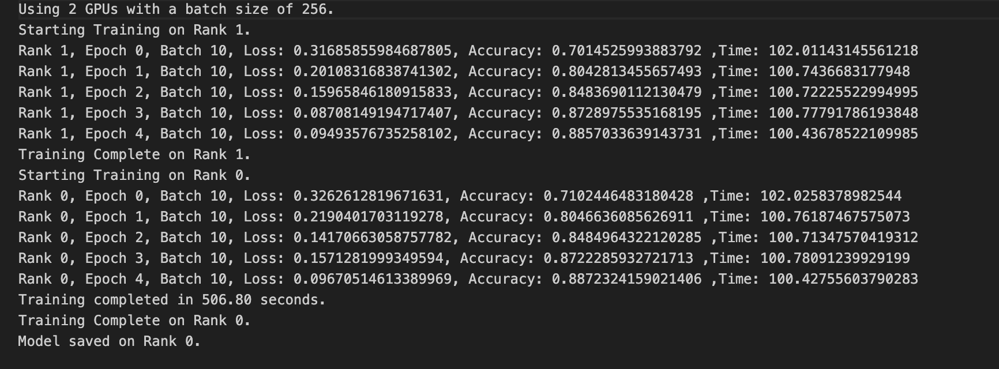 Using 2 GPUs with a batch size of 256.
Starting Training on Rank 1.
Rank 1, Epoch 0, Batch 10, Loss: 0.31685855984687805, Accuracy: 0.7014525993883792 ,Time: 102.01143145561218
Rank 1, Epoch 1, Batch 10, Loss: 0.20108316838741302, Accuracy: 0.8042813455657493 ,Time: 100.7436683177948
Rank 1, Epoch 2, Batch 10, Loss: 0.15965846180915833, Accuracy: 0.8483690112130479 ,Time: 100.72225522994995
Rank 1, Epoch 3, Batch 10, Loss: 0.08708149194717407, Accuracy: 0.8728975535168195 ,Time: 100.77791786193848
Rank 1, Epoch 4, Batch 10, Loss: 0.09493576735258102, Accuracy: 0.8857033639143731 ,Time: 100.43678522109985
Training Complete on Rank 1.
Starting Training on Rank 0.
Rank 0, Epoch 0, Batch 10, Loss: 0.3262612819671631, Accuracy: 0.7102446483180428 ,Time: 102.0258378982544
Rank 0, Epoch 1, Batch 10, Loss: 0.2190401703119278, Accuracy: 0.8046636085626911 ,Time: 100.76187467575073
Rank 0, Epoch 2, Batch 10, Loss: 0.14170663058757782, Accuracy: 0.8484964322120285 ,Time: 100.71347570419312
Rank 0, Epoch 3, Batch 10, Loss: 0.1571281999349594, Accuracy: 0.8722285932721713 ,Time: 100.78091239929199
Rank 0, Epoch 4, Batch 10, Loss: 0.09670514613389969, Accuracy: 0.8872324159021406 ,Time: 100.42755603790283
Training completed in 506.80 seconds.
Training Complete on Rank 0.
Model saved on Rank 0.